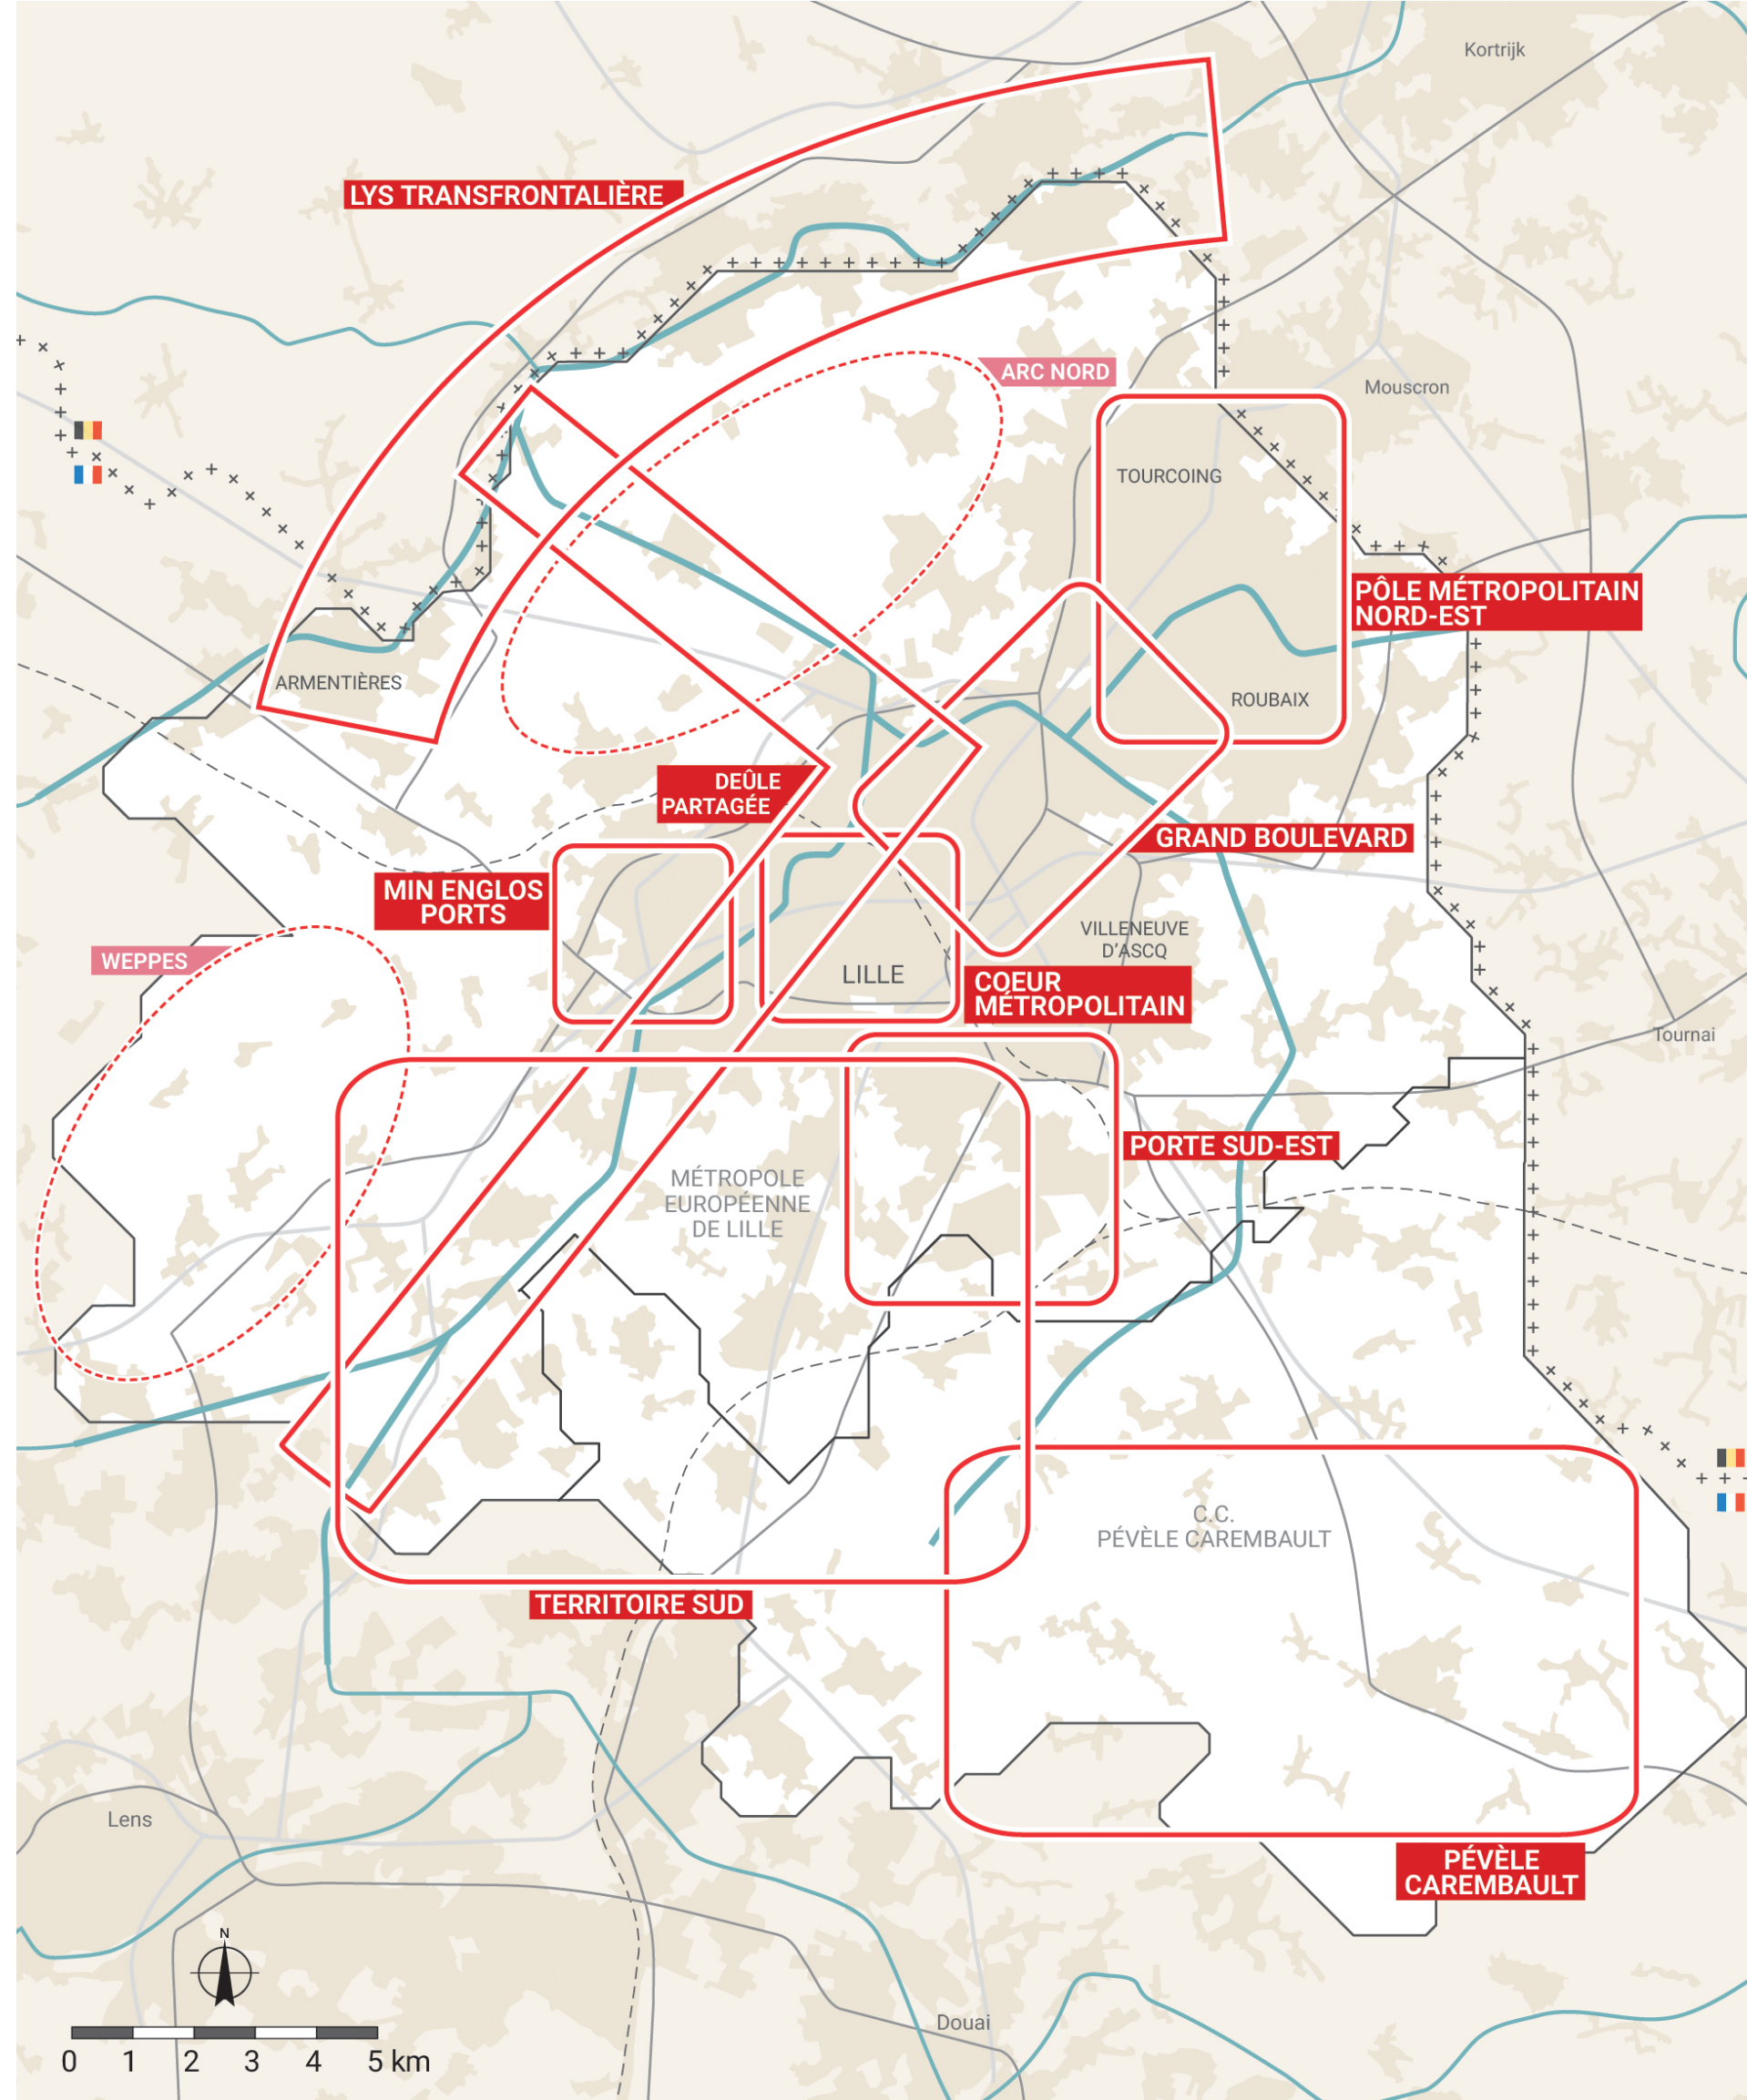 Kortrijk
LYS TRANSFRONTALIÈRE
ARC NORD
Mouscron
TOURCOING
PÔLE MÉTROPOLITAIN
NORD-EST
ARMENTIÈRES
ROUBAIX
DEÛLE
PARTAGÉE
GRAND BOULEVARD
MIN ENGLOS
PORTS
VILLENEUVE
D'ASCQ
WEPPES
LILLE
COEUR
MÉTROPOLITAIN
Tournai
PORTE SUD-EST
MÉTROPOLE
EUROPÉENNE
DE LILLE
C.C.
PÉVÈLE CAREMBAULT
TERRITOIRE SUD
Lens
PÉVÈLE
CAREMBAULT
N
Douai
0 1 2 3 4 5 km